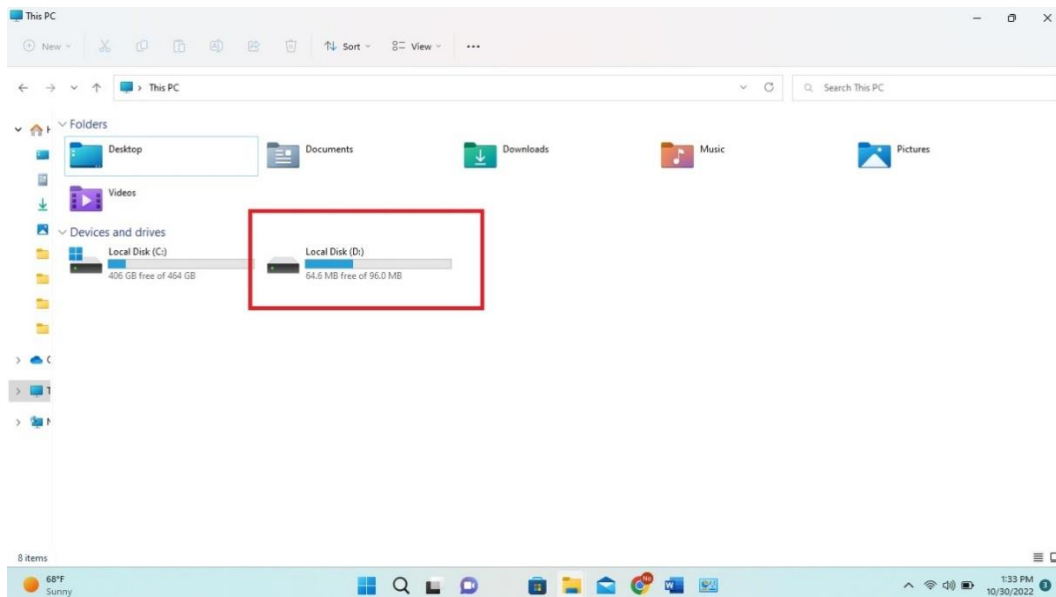 This PC
New
Sort
View
This PC
Search This PC
Folders
Desktop
Documents
Downloads
Music
Pictures
Videos
Devices and drives
Local Disk (C:)
406 GB free of 464 GB
Local Disk (D:)
64.6 MB free of 96.0 MB
8 items
68°F
Sunny
1:33 PM
10/30/2022
3